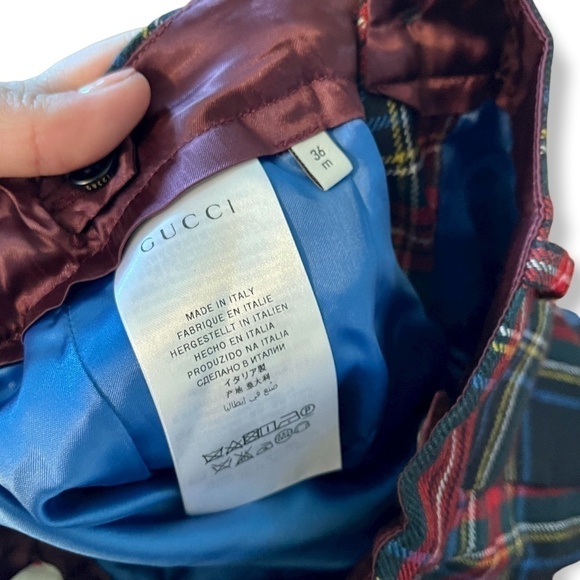 36
m
GUCCI
GUCCI
MADE IN ITALY
FABRIQUE EN ITALIE
HERGESTELLT IN ITALIEN
HECHO EN ITALIA
PRODUZIDO NA ITALIA
СДЕЛАНО В ИТАЛИИ
イタリア製
产地 意大利
صنع في ايطاليا